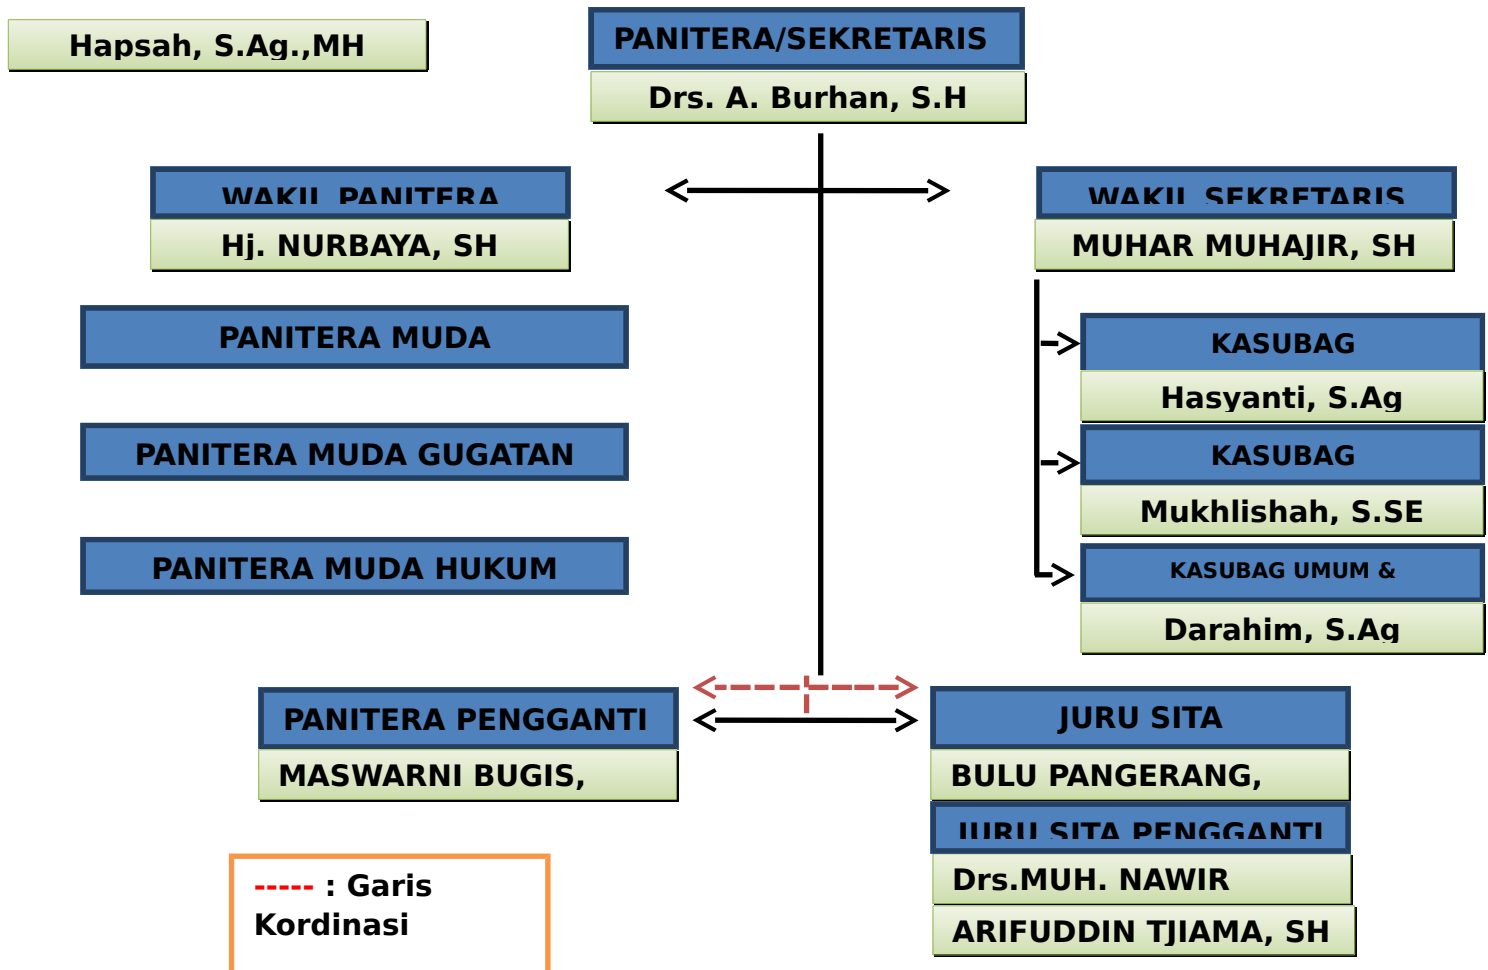 Hapsah, S.Ag.,MH
PANITERA/SEKRETARIS
Drs. A. Burhan, S.H
WAKIL PANITERA
Hj. NURBAYA, SH
WAKIL SEKRETARIS
MUHAR MUHAJIR, SH
PANITERA MUDA
PANITERA MUDA GUGATAN
PANITERA MUDA HUKUM
KASUBAG
Hasyanti, S.Ag
KASUBAG
Mukhlishah, S.SE
KASUBAG UMUM &
Darahim, S.Ag
PANITERA PENGGANTI
MASWARNI BUGIS,
JURU SITA
BULU PANGERANG,
JURU SITA PENGGANTI
Drs.MUH. NAWIR
ARIFUDDIN TJIAMA, SH
----- : Garis
Kordinasi